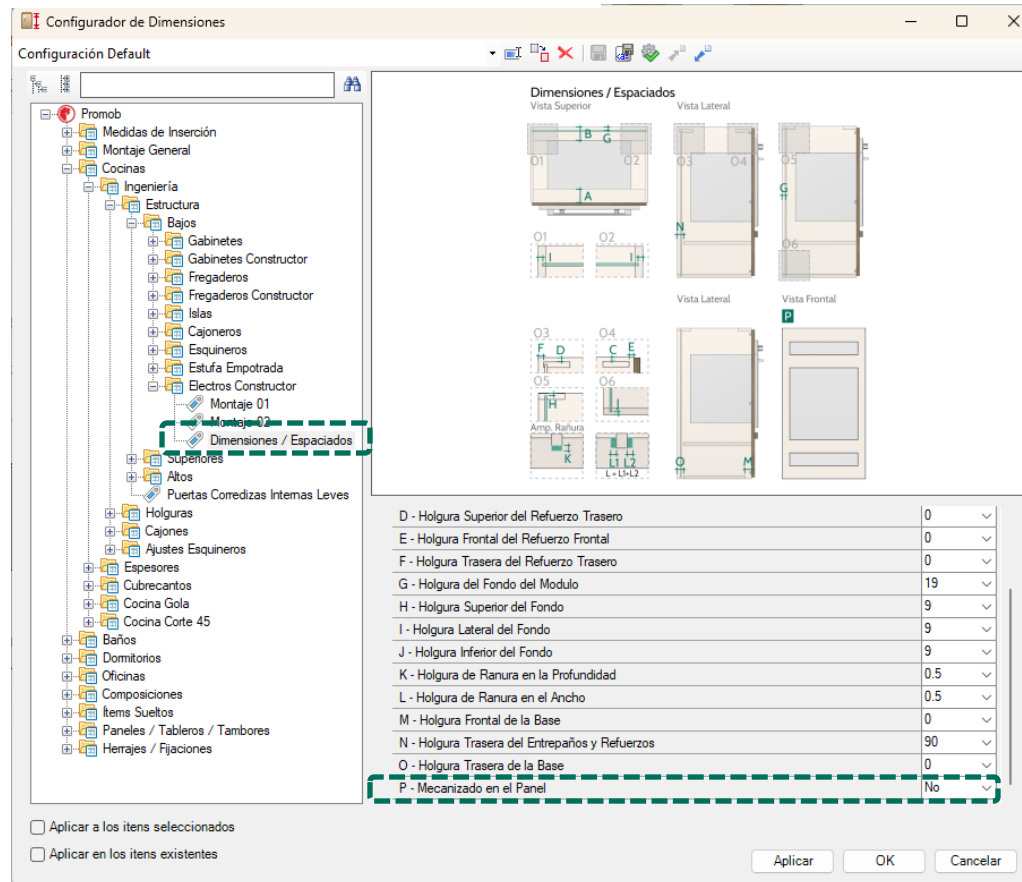 Configurador de Dimensiones
Configuración Default
Promob
Medidas de Inserción
Montaje General
Cocinas
Ingeniería
Estructura
Bajos
Gabinetes
Gabinetes Constructor
Fregaderos
Fregaderos Constructor
Islas
Cajoneros
Esquineros
Estufa Empotrada
Electros Constructor
Montaje 01
Montaje 02
Dimensiones / Espaciados
Superiores
Altos
Puertas Corredizas Internas Leves
Holguras
Cajones
Ajustes Esquineros
Espesores
Cubrecantos
Cocina Gola
Cocina Corte 45
Baños
Dormitorios
Oficinas
Composiciones
Ítems Sueltos
Paneles / Tableros / Tambores
Herrajes / Fijaciones
Dimensiones / Espaciados
Vista Superior
Vista Lateral
B G
O1 O2 O3 O4 O5
A
G
N
O6
O1 O2
I I
Vista Lateral
Vista Frontal
P
O3 O4
F D C E
O5 O6
H J
Amp. Rañura
K L1 L2
L = L1+L2
O M
D - Holgura Superior del Refuerzo Trasero 0
E - Holgura Frontal del Refuerzo Frontal 0
F - Holgura Trasera del Refuerzo Trasero 0
G - Holgura del Fondo del Modulo 19
H - Holgura Superior del Fondo 9
I - Holgura Lateral del Fondo 9
J - Holgura Inferior del Fondo 9
K - Holgura de Ranura en la Profundidad 0.5
L - Holgura de Ranura en el Ancho 0.5
M - Holgura Frontal de la Base 0
N - Holgura Trasera del Entrepaños y Refuerzos 90
O - Holgura Trasera de la Base 0
P - Mecanizado en el Panel No
Aplicar a los itens seleccionados
Aplicar en los itens existentes
Aplicar
OK
Cancelar